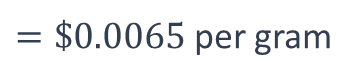 = $0.0065 per gram